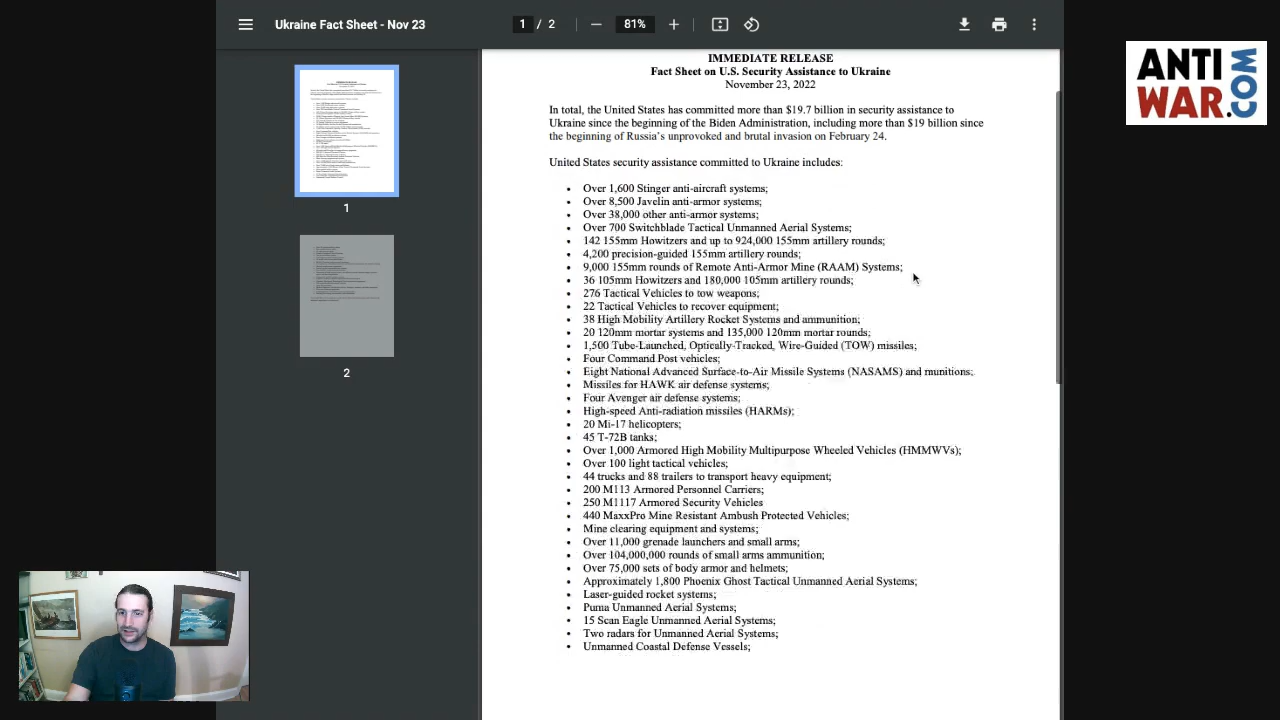 Ukraine Fact Sheet - Nov 23
1 / 2
81%
ANTI
WAR.COM
IMMEDIATE RELEASE
Fact Sheet on U.S. Security Assistance to Ukraine
November 23, 2022
In total, the United States has committed more than $19.7 billion in security assistance to
Ukraine since the beginning of the Biden Administration, including more than $19 billion since
the beginning of Russia's unprovoked and brutal invasion on February 24.
United States security assistance committed to Ukraine includes:
• Over 1,600 Stinger anti-aircraft systems;
• Over 8,500 Javelin anti-armor systems;
• Over 38,000 other anti-armor systems;
• Over 700 Switchblade Tactical Unmanned Aerial Systems;
• 142 155mm Howitzers and up to 924,000 155mm artillery rounds;
• 4,200 precision-guided 155mm artillery rounds;
• 9,000 155mm rounds of Remote Anti-Armor Mine (RAAM) Systems;
• 36 105mm Howitzers and 180,000 105mm artillery rounds;
• 276 Tactical Vehicles to tow weapons;
• 22 Tactical Vehicles to recover equipment;
• 38 High Mobility Artillery Rocket Systems and ammunition;
• 20 120mm mortar systems and 135,000 120mm mortar rounds;
• 1,500 Tube-Launched, Optically-Tracked, Wire-Guided (TOW) missiles;
• Four Command Post vehicles;
• Eight National Advanced Surface-to-Air Missile Systems (NASAMS) and munitions;
• Missiles for HAWK air defense systems;
• Four Avenger air defense systems;
• High-speed Anti-radiation missiles (HARMs);
• 20 Mi-17 helicopters;
• 45 T-72B tanks;
• Over 1,000 Armored High Mobility Multipurpose Wheeled Vehicles (HMMWVs);
• Over 100 light tactical vehicles;
• 44 trucks and 88 trailers to transport heavy equipment;
• 200 M113 Armored Personnel Carriers;
• 250 M1117 Armored Security Vehicles
• 440 MaxxPro Mine Resistant Ambush Protected Vehicles;
• Mine clearing equipment and systems;
• Over 11,000 grenade launchers and small arms;
• Over 104,000,000 rounds of small arms ammunition;
• Over 75,000 sets of body armor and helmets;
• Approximately 1,800 Phoenix Ghost Tactical Unmanned Aerial Systems;
• Laser-guided rocket systems;
• Puma Unmanned Aerial Systems;
• 15 Scan Eagle Unmanned Aerial Systems;
• Two radars for Unmanned Aerial Systems;
• Unmanned Coastal Defense Vessels;
1
2